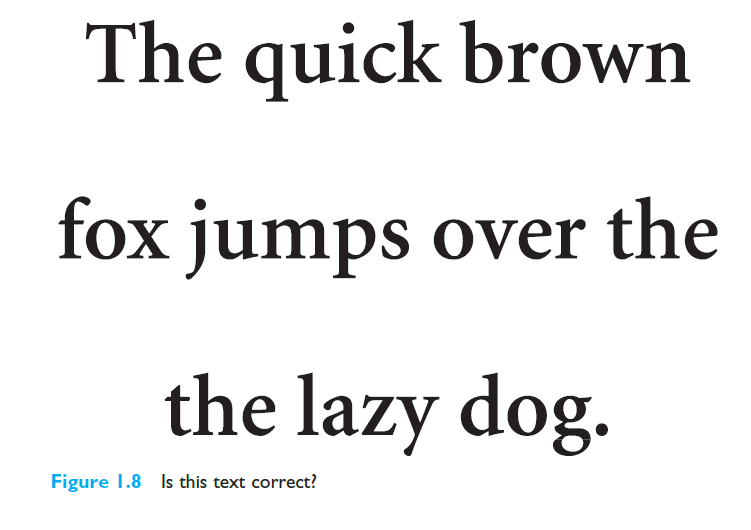 The quick brown
fox jumps over the
the lazy dog.
Figure 1.8 Is this text correct?